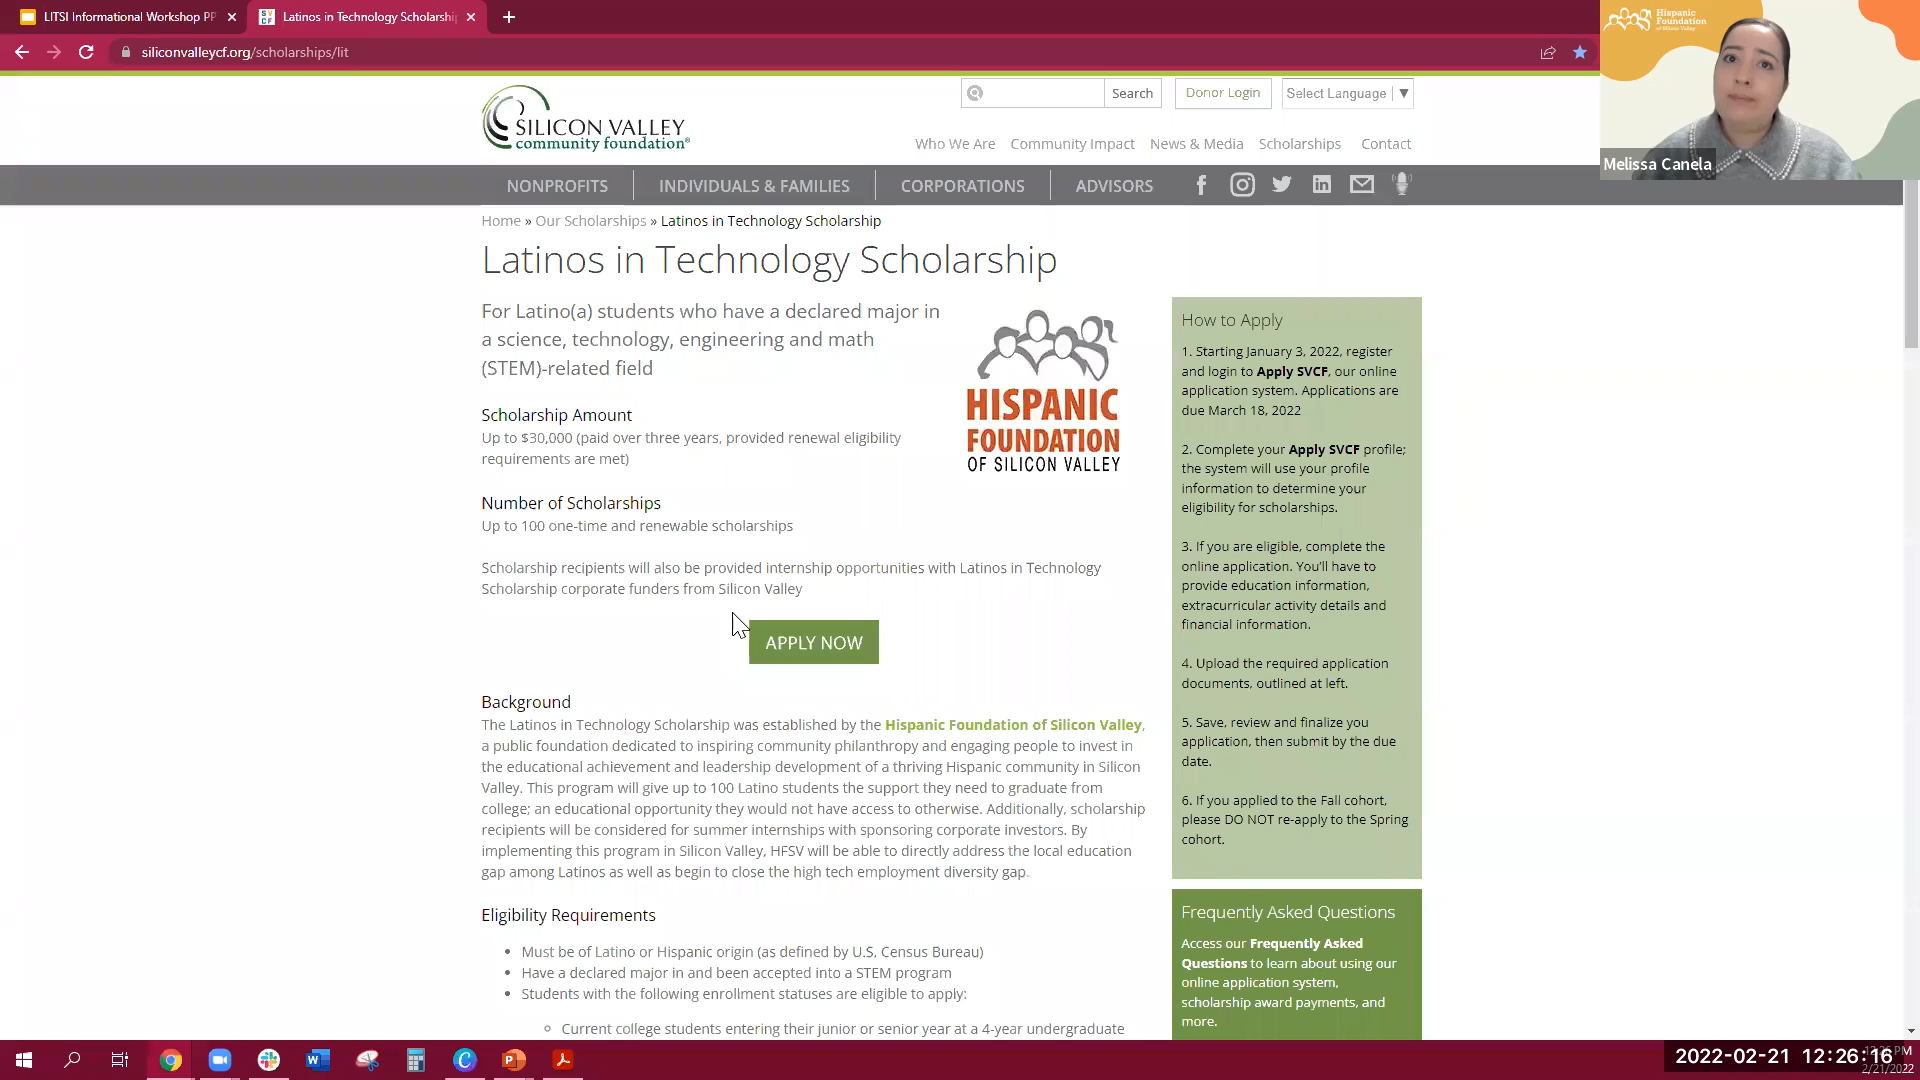 LITSI Informational Workshop PP
Latinos in Technology Scholarship
siliconvalleycf.org/scholarships/lit
Hispanic
Foundation
of Silicon Valley
Melissa Canela
SILICON VALLEY
community foundation®
Search
Donor Login
Select Language ▼
Who We Are
Community Impact
News & Media
Scholarships
Contact
NONPROFITS
INDIVIDUALS & FAMILIES
CORPORATIONS
ADVISORS
Home » Our Scholarships » Latinos in Technology Scholarship
Latinos in Technology Scholarship
For Latino(a) students who have a declared major in
a science, technology, engineering and math
(STEM)-related field
HISPANIC
FOUNDATION
OF SILICON VALLEY
Scholarship Amount
Up to $30,000 (paid over three years, provided renewal eligibility
requirements are met)
Number of Scholarships
Up to 100 one-time and renewable scholarships
Scholarship recipients will also be provided internship opportunities with Latinos in Technology
Scholarship corporate funders from Silicon Valley
APPLY NOW
Background
The Latinos in Technology Scholarship was established by the Hispanic Foundation of Silicon Valley,
a public foundation dedicated to inspiring community philanthropy and engaging people to invest in
the educational achievement and leadership development of a thriving Hispanic community in Silicon
Valley. This program will give up to 100 Latino students the support they need to graduate from
college; an educational opportunity they would not have access to otherwise. Additionally, scholarship
recipients will be considered for summer internships with sponsoring corporate investors. By
implementing this program in Silicon Valley, HFSV will be able to directly address the local education
gap among Latinos as well as begin to close the high tech employment diversity gap.
Eligibility Requirements
• Must be of Latino or Hispanic origin (as defined by U.S. Census Bureau)
• Have a declared major in and been accepted into a STEM program
• Students with the following enrollment statuses are eligible to apply:
◦ Current college students entering their junior or senior year at a 4-year undergraduate
How to Apply
1. Starting January 3, 2022, register
and login to Apply SVCF, our online
application system. Applications are
due March 18, 2022
2. Complete your Apply SVCF profile;
the system will use your profile
information to determine your
eligibility for scholarships.
3. If you are eligible, complete the
online application. You'll have to
provide education information,
extracurricular activity details and
financial information.
4. Upload the required application
documents, outlined at left.
5. Save, review and finalize you
application, then submit by the due
date.
6. If you applied to the Fall cohort,
please DO NOT re-apply to the Spring
cohort.
Frequently Asked Questions
Access our Frequently Asked
Questions to learn about using our
online application system,
scholarship award payments, and
more.
2022-02-21 12:26:16
2/21/2022